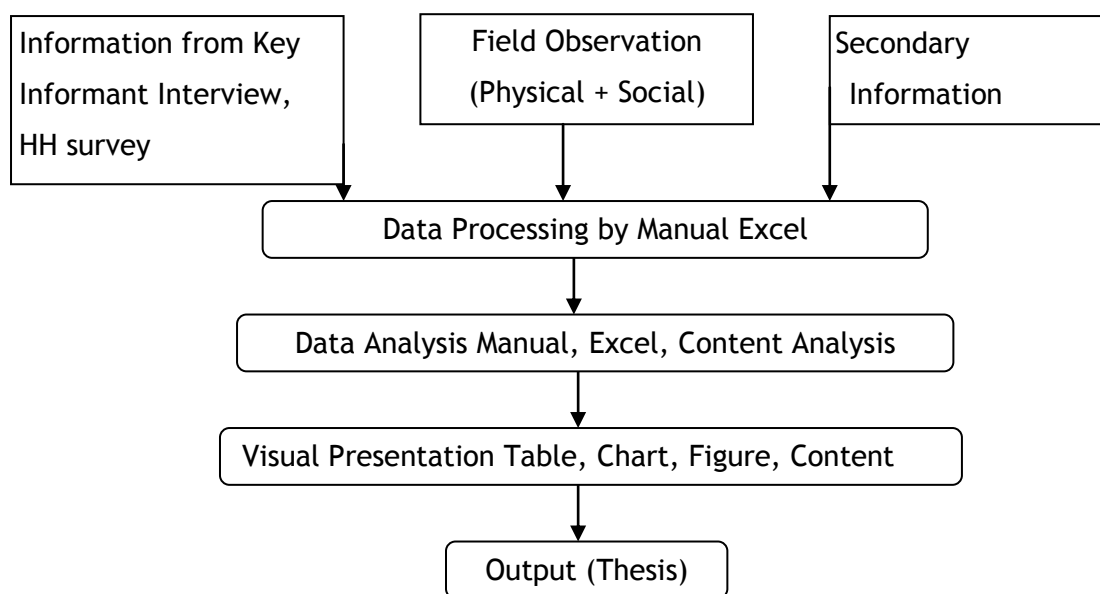 Information from Key
Informant Interview,
HH survey
Field Observation
(Physical + Social)
Secondary
Information
Data Processing by Manual Excel
Data Analysis Manual, Excel, Content Analysis
Visual Presentation Table, Chart, Figure, Content
Output (Thesis)